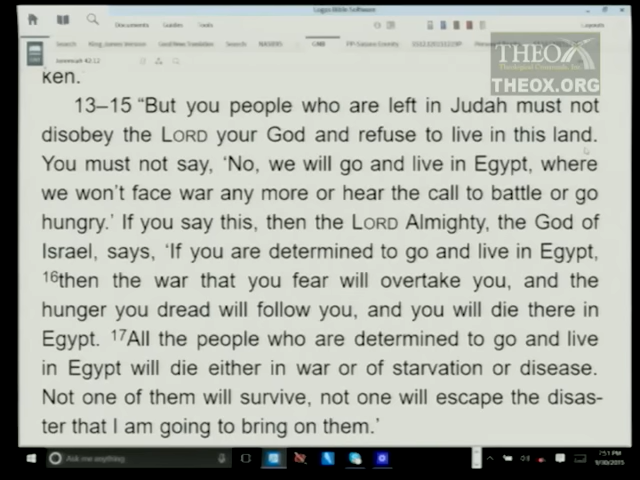 Logos Bible Software
Documents Guides Tools Layouts
Search King James Version Good News Translation Search GNB
Jeremiah 42:12
THEOX
THEOX.ORG
ken.
13–15 “But you people who are left in Judah must not
disobey the LORD your God and refuse to live in this land.
You must not say, ‘No, we will go and live in Egypt, where
we won’t face war any more or hear the call to battle or go
hungry.’ If you say this, then the LORD Almighty, the God of
Israel, says, ‘If you are determined to go and live in Egypt,
16then the war that you fear will overtake you, and the
hunger you dread will follow you, and you will die there in
Egypt. 17All the people who are determined to go and live
in Egypt will die either in war or of starvation or disease.
Not one of them will survive, not one will escape the disas-
ter that I am going to bring on them.’
Ask me anything
7:51 PM
9/30/2015